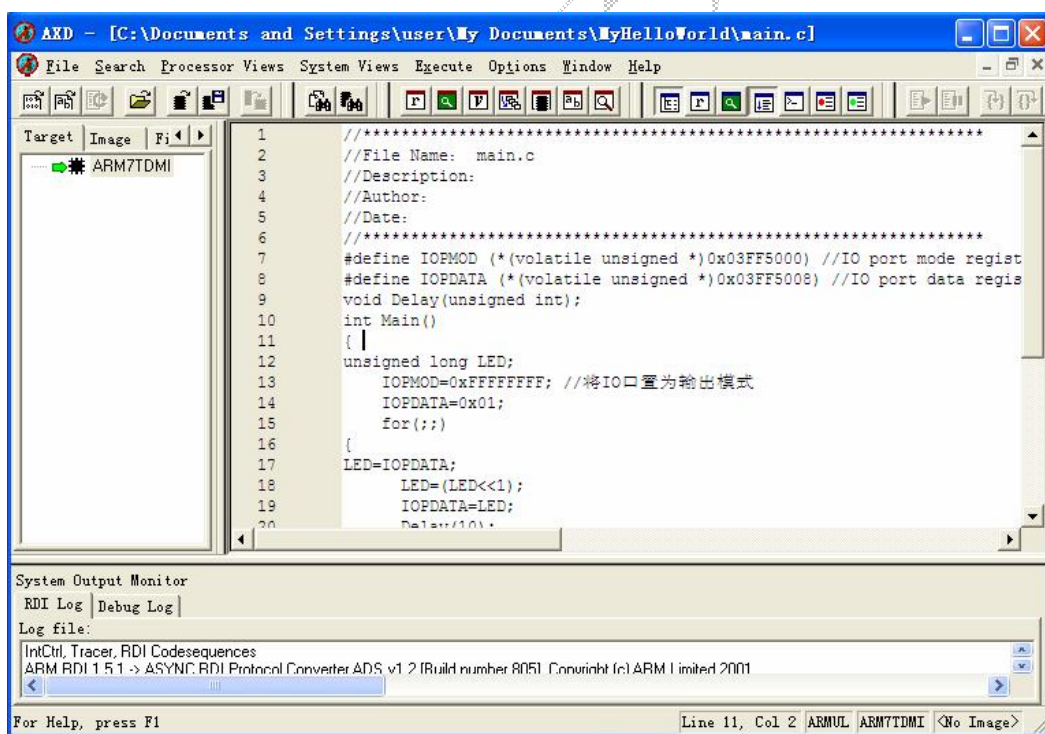 AXD - [C:\Documents and Settings\user\My Documents\MyHelloWorld\main.c]
File Search Processor Views System Views Execute Options Window Help
Target Image Fi
ARM7TDMI
1 //*****************************************************************
2 //File Name: main.c
3 //Description:
4 //Author:
5 //Date:
6 //*****************************************************************
7 #define IOPMOD (*(volatile unsigned *)0x03FF5000) //IO port mode regist
8 #define IOPDATA (*(volatile unsigned *)0x03FF5008) //IO port data regis
9 void Delay(unsigned int);
10 int Main()
11 {
12 unsigned long LED;
13 IOPMOD=0xFFFFFFFF; //将IO口置为输出模式
14 IOPDATA=0x01;
15 for(;;)
16 {
17 LED=IOPDATA;
18 LED=(LED<<1);
19 IOPDATA=LED;
20 Delay(10);
System Output Monitor
RDI Log Debug Log
Log file:
IntCtrl, Tracer, RDI Codesequences
ARM RDI 1.5.1 -> ASYNC RDI Protocol Converter ADS v1.2 [Build number 805]. Copyright (c) ARM Limited 2001
For Help, press F1 Line 11, Col 2 ARMUL ARM7TDMI <No Image>